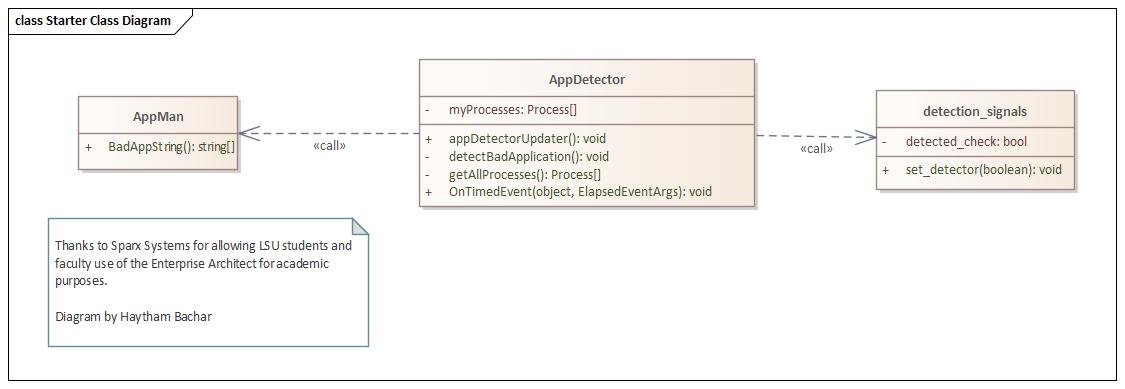 class Starter Class Diagram
AppMan
+ BadAppString(): string[]
«call»
AppDetector
- myProcesses: Process[]
+ appDetectorUpdater(): void
- detectBadApplication(): void
- getAllProcesses(): Process[]
+ OnTimedEvent(object, ElapsedEventArgs): void
«call»
detection_signals
- detected_check: bool
+ set_detector(boolean): void
Thanks to Sparx Systems for allowing LSU students and
faculty use of the Enterprise Architect for academic
purposes.
Diagram by Haytham Bachar